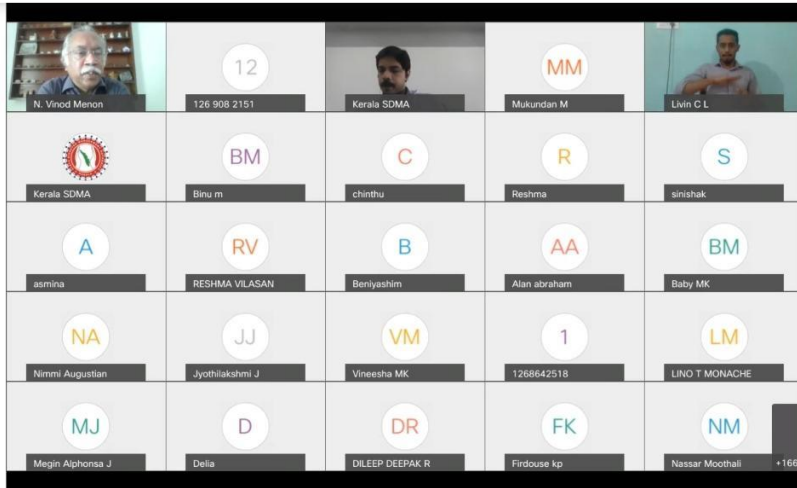 N. Vinod Menon
12
126 908 2151
Kerala SDMA
MM
Mukundan M
Livin C L
Kerala SDMA
BM
Binu m
C
chinthu
R
Reshma
S
sinishak
A
asmina
RV
RESHMA VILASAN
B
Beniyashim
AA
Alan abraham
BM
Baby MK
NA
Nimmi Augustian
JJ
Jyothilakshmi J
VM
Vineesha MK
1
1268642518
LM
LINO T MONACHE
MJ
Megin Alphonsa J
D
Delia
DR
DILEEP DEEPAK R
FK
Firdouse kp
NM
Nassar Moothali
+166